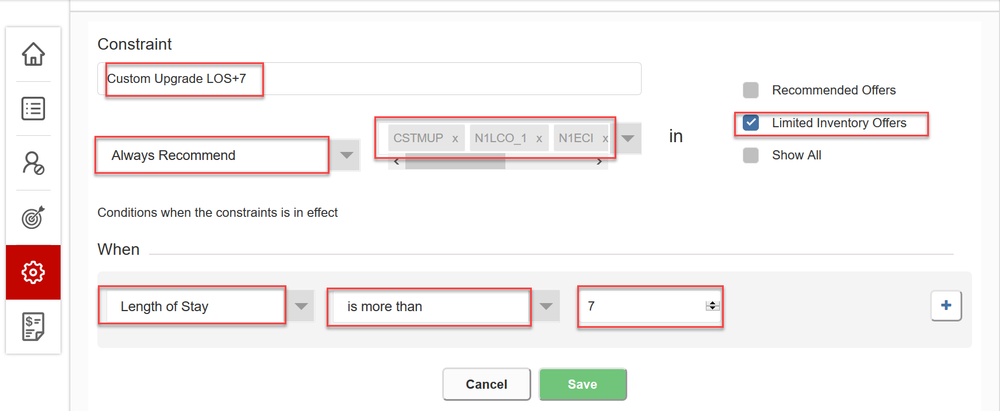 Constraint
Custom Upgrade LOS+7
Recommended Offers
Always Recommend CSTMUP x N1LCO_1 x N1ECI x in Limited Inventory Offers
Show All
Conditions when the constraints is in effect
When
Length of Stay is more than 7 +
Cancel Save